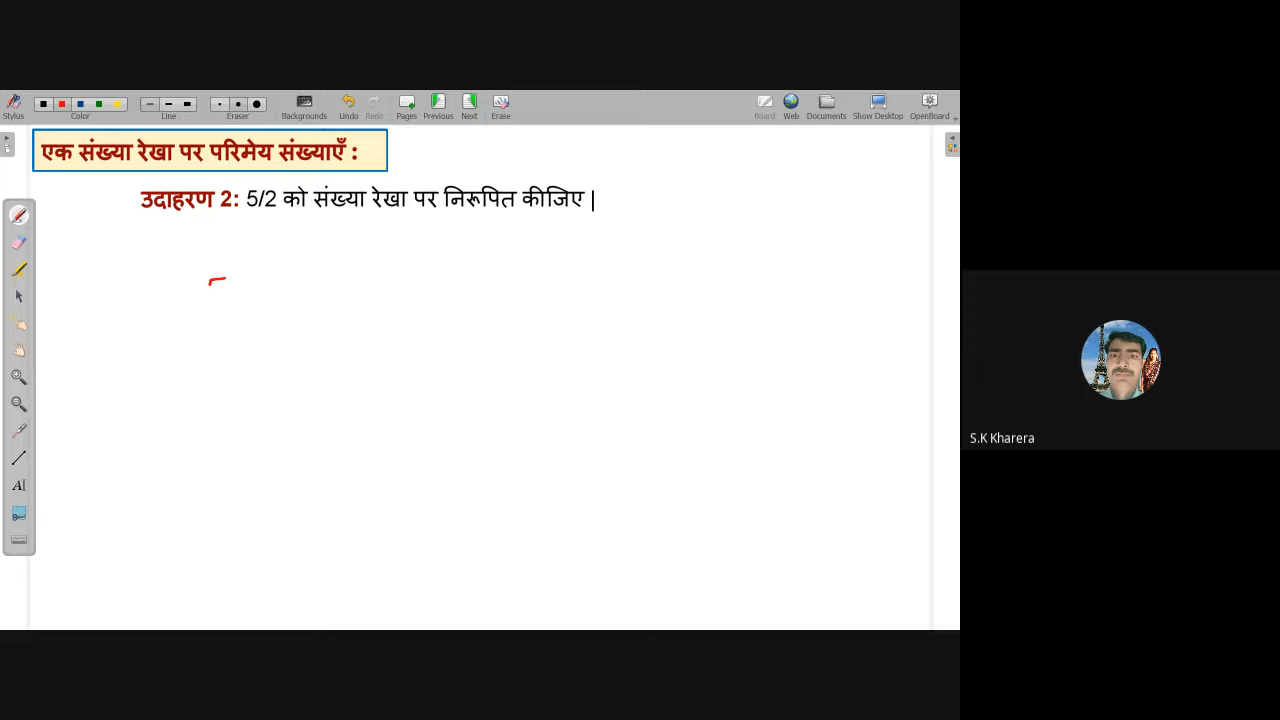 Stylus
Color
Line
Eraser
Backgrounds
Undo
Redo
Pages
Previous
Next
Erase
Board
Web
Documents
Show Desktop
OpenBoard
एक संख्या रेखा पर परिमेय संख्याएँ :
उदाहरण 2: 5/2 को संख्या रेखा पर निरूपित कीजिए |
S.K Kharera